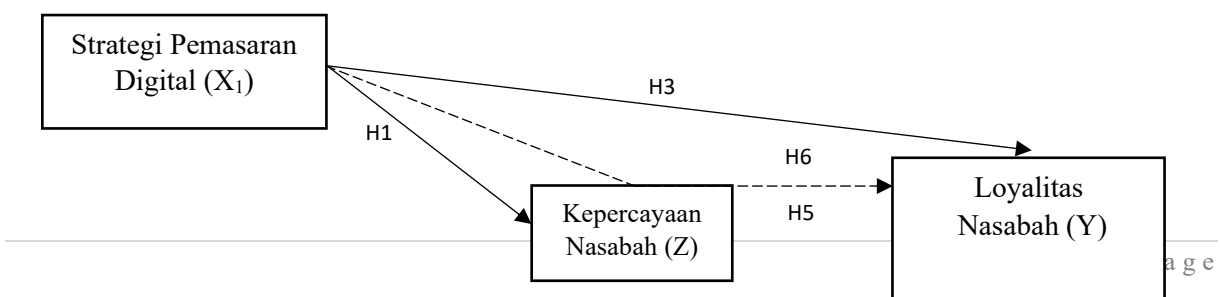 Strategi Pemasaran
Digital (X₁)
H3
H1
H6
Kepercayaan
Nasabah (Z)
H5
Loyalitas
Nasabah (Y)
a g e